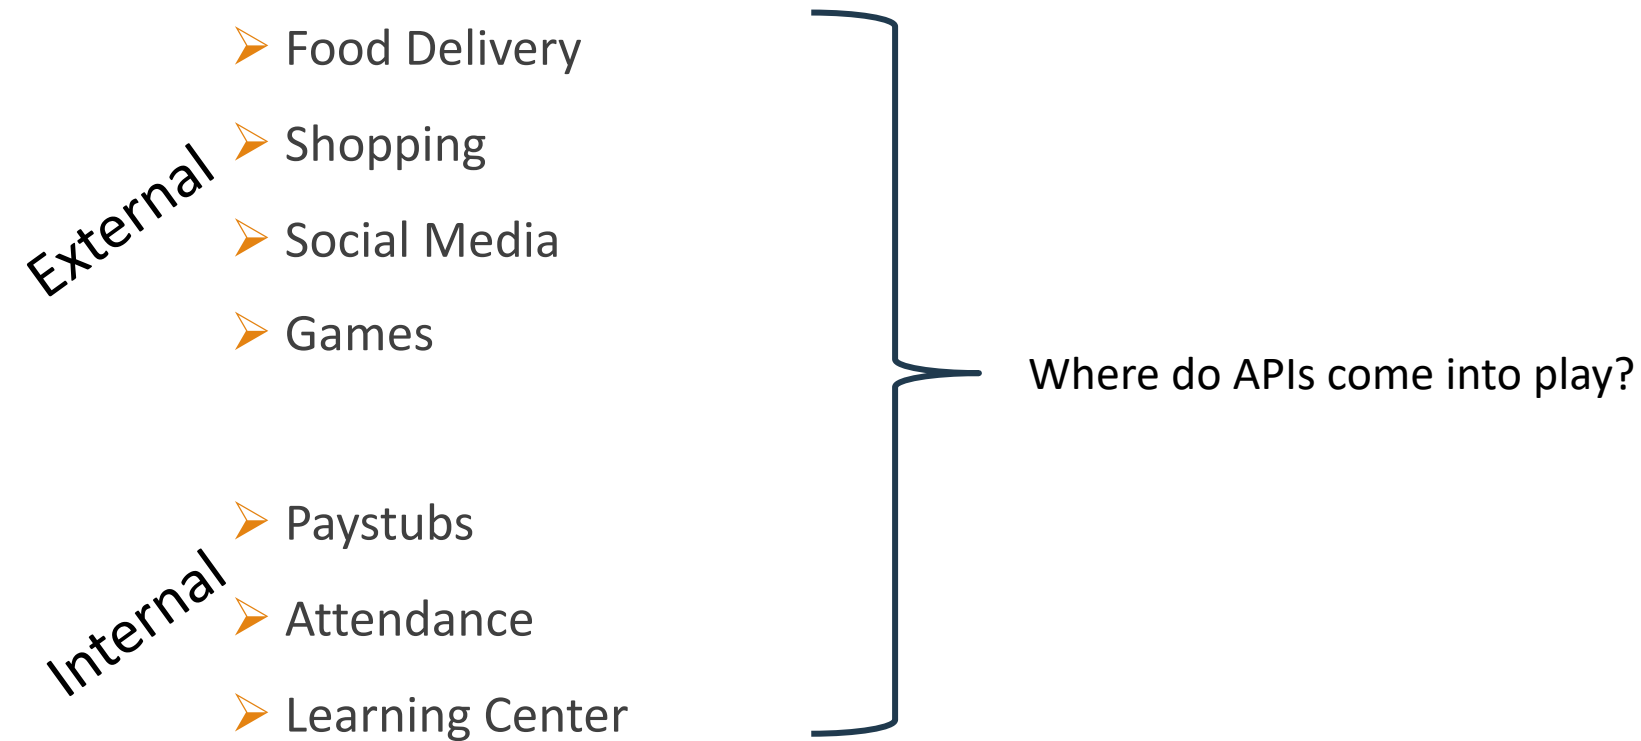 External
Food Delivery
Shopping
Social Media
Games
Internal
Paystubs
Attendance
Learning Center
Where do APIs come into play?